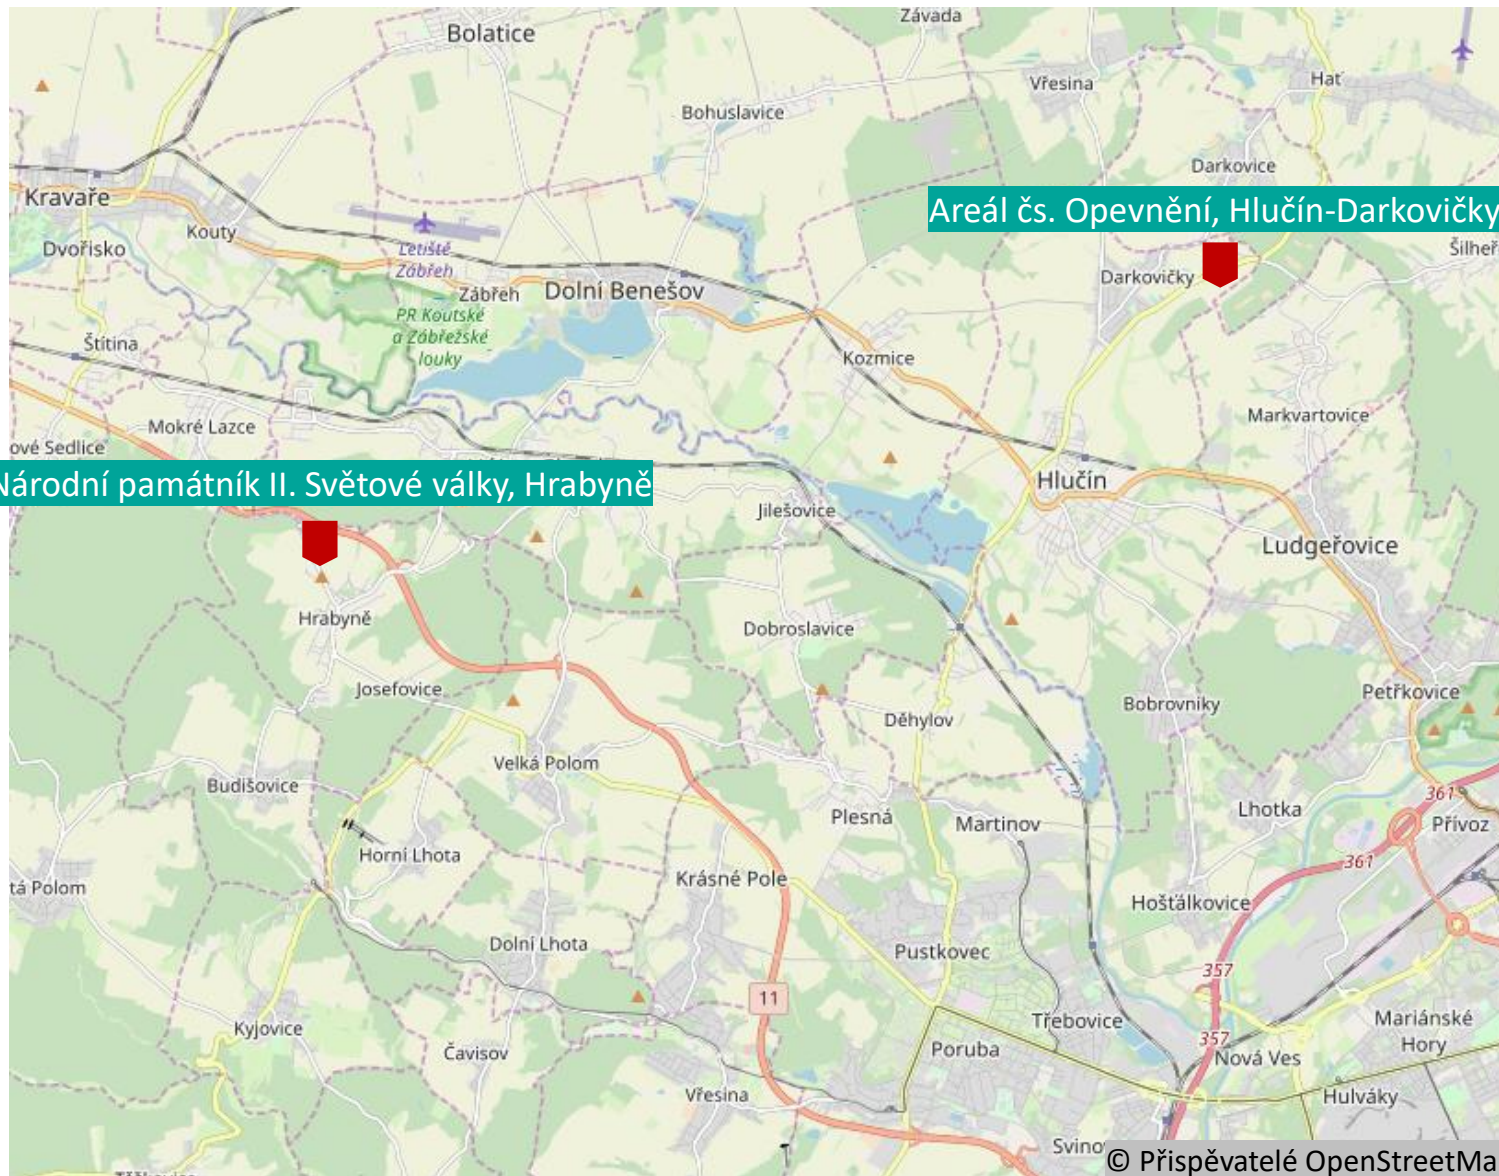 Závada
Bolatice
Hať
Vřesina
Bohuslavice
Darkovice
Kravaře
Areál čs. Opevnění, Hlučín-Darkovičky
Kouty
Dvořisko
Letiště
Zábřeh
Darkovičky
Zábřeh
Dolní Benešov
PR Koutské
a Zábřežské
louky
Štítina
Kozmice
Markvartovice
Mokré Lazce
ové Sedlice
Národní památník II. Světové války, Hrabyně
Hlučín
Jilešovice
Ludgeřovice
Hrabyně
Dobroslavice
Josefovice
Petřkovice
Bobrovníky
Děhylov
Velká Polom
Budišovice
361
Lhotka
Plesná
Martinov
Přívoz
Horní Lhota
361
Krásné Pole
tá Polom
Hošťálkovice
Dolní Lhota
Pustkovec
357
11
Mariánské
Hory
Třebovice
Kyjovice
357
Poruba
Čavisov
Nová Ves
Vřesina
Hulváky
Svinov
© Přispěvatelé OpenStreetMa